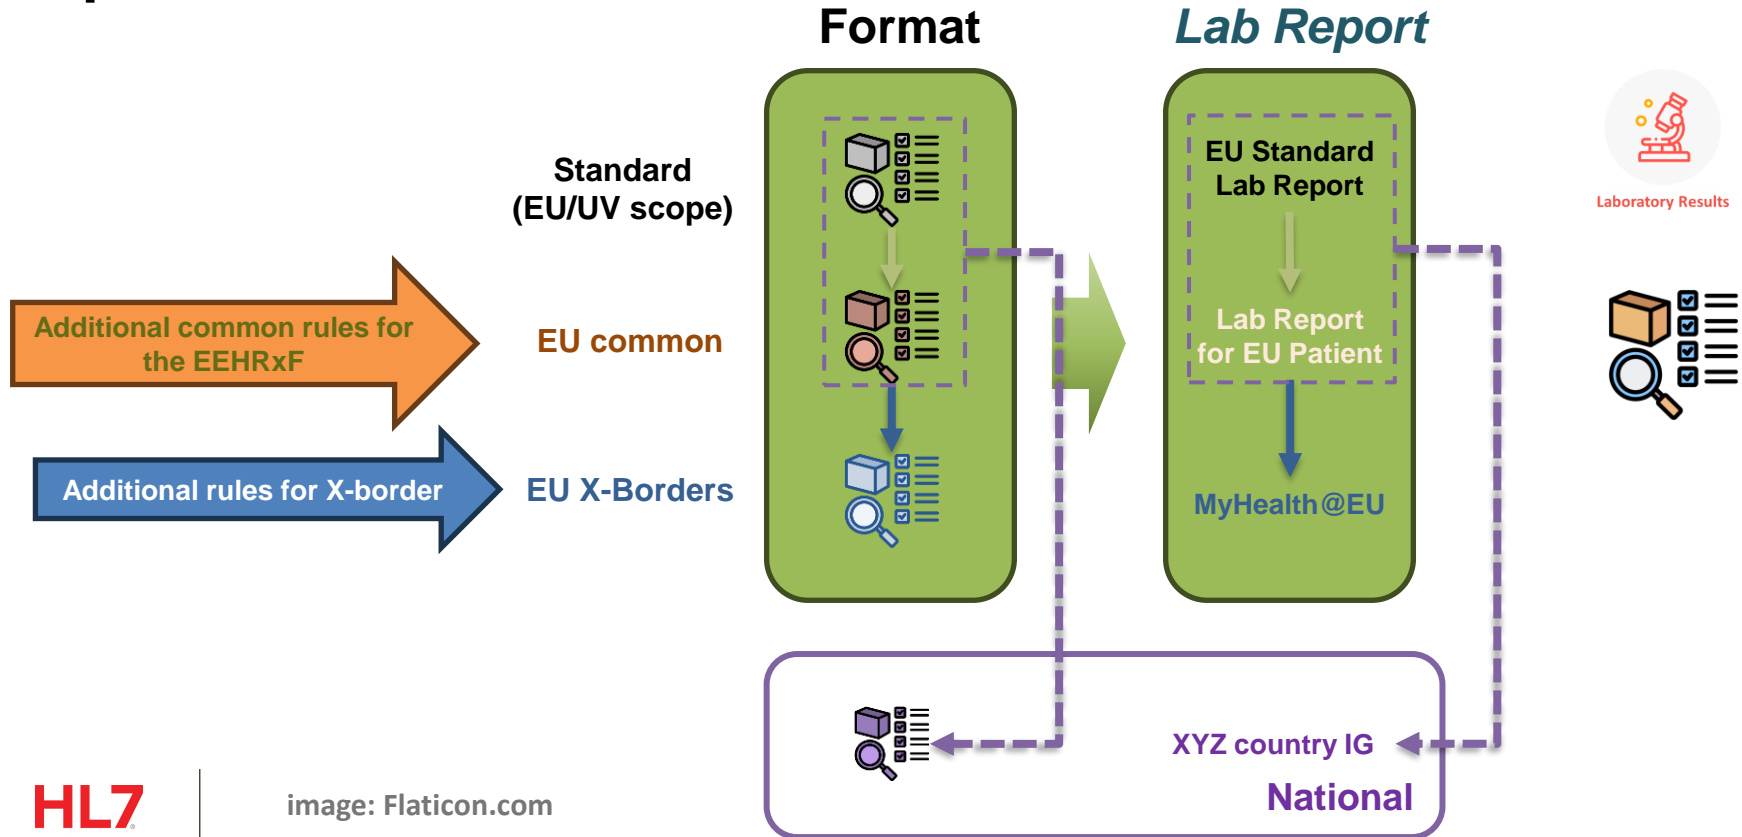 Format
Lab Report
Standard
(EU/UV scope)
EU Standard
Lab Report
Laboratory Results
Additional common rules for
the EEHRxF
EU common
Lab Report
for EU Patient
Additional rules for X-border
EU X-Borders
MyHealth@EU
XYZ country IG
National
HL7
image: Flaticon.com